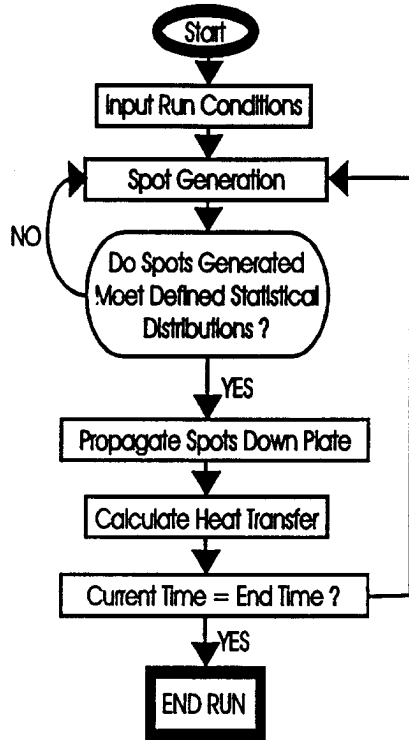 Start
Input Run Conditions
Spot Generation
NO
Do Spots Generated
Moet Defined Statistical
Distributions ?
YES
Propagate Spots Down Plate
Calculate Heat Transfer
Current Time = End Time ?
YES
END RUN